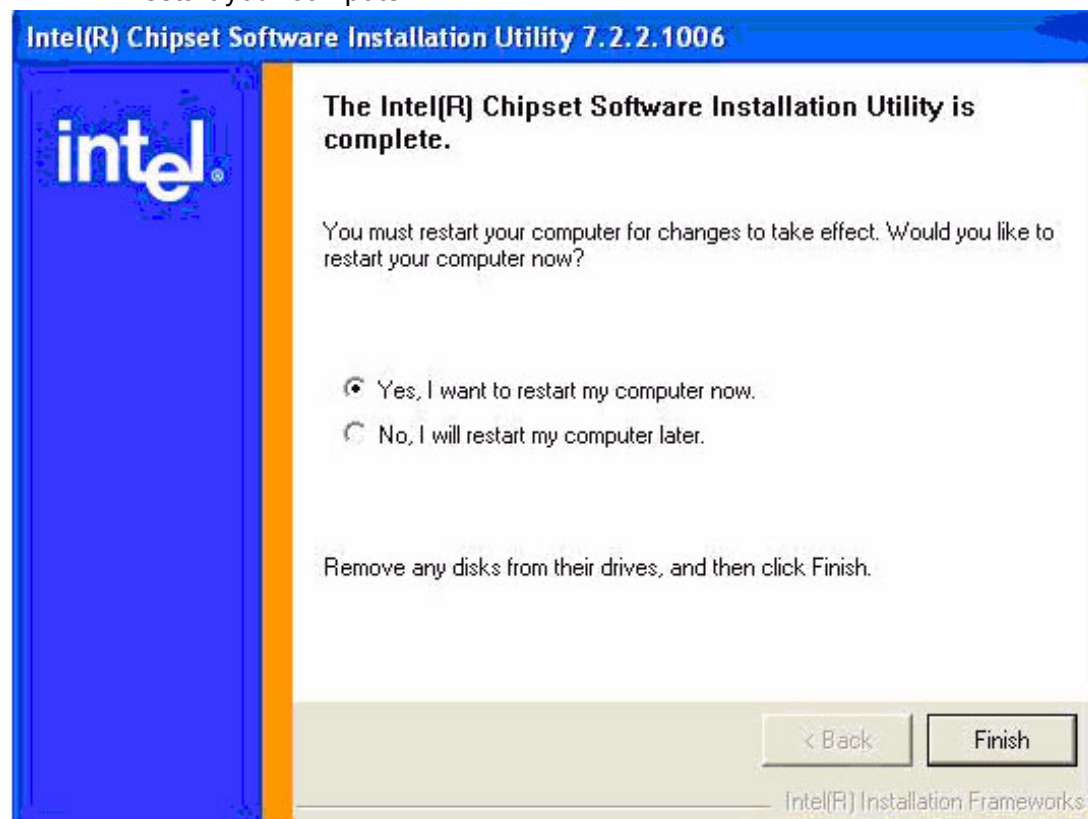 your
Intel(R) Chipset Software Installation Utility 7.2.2.1006
intel®
The Intel(R) Chipset Software Installation Utility is
complete.
You must restart your computer for changes to take effect. Would you like to
restart your computer now?
Yes, I want to restart my computer now.
No, I will restart my computer later.
Remove any disks from their drives, and then click Finish.
< Back
Finish
Intel(R) Installation Frameworks